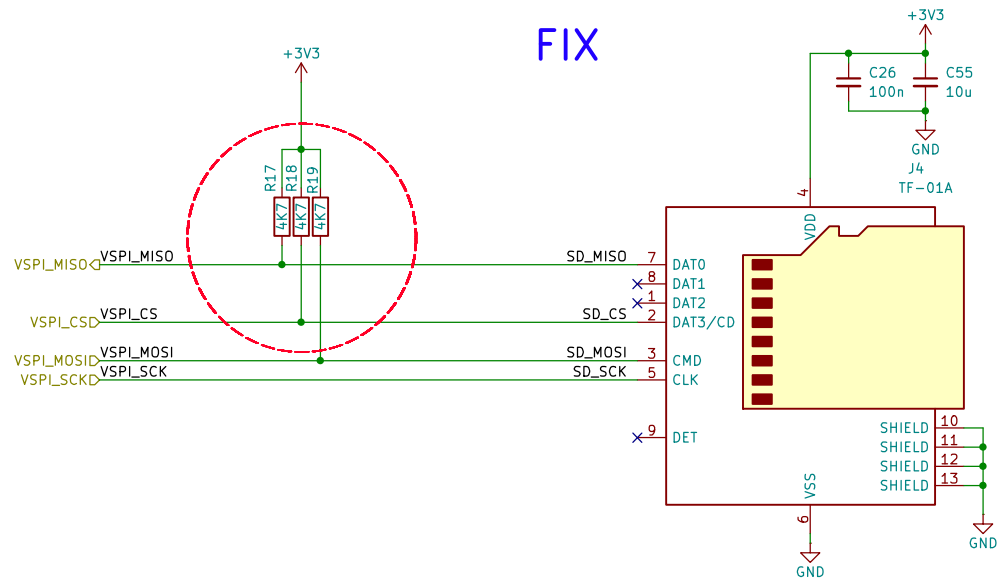 FIX
+3V3
+3V3
C26
100n
C55
10u
GND
J4
TF-01A
R17
R18
R19
4K7
4K7
4K7
4
VDD
VSPI_MISO
VSPI_MISO
SD_MISO
7
DAT0
8
DAT1
1
DAT2
VSPI_CS
VSPI_CS
SD_CS
2
DAT3/CD
VSPI_MOSI
VSPI_MOSI
SD_MOSI
3
CMD
VSPI_SCK
VSPI_SCK
SD_SCK
5
CLK
9
DET
SHIELD
10
SHIELD
11
SHIELD
12
SHIELD
13
VSS
6
GND
GND